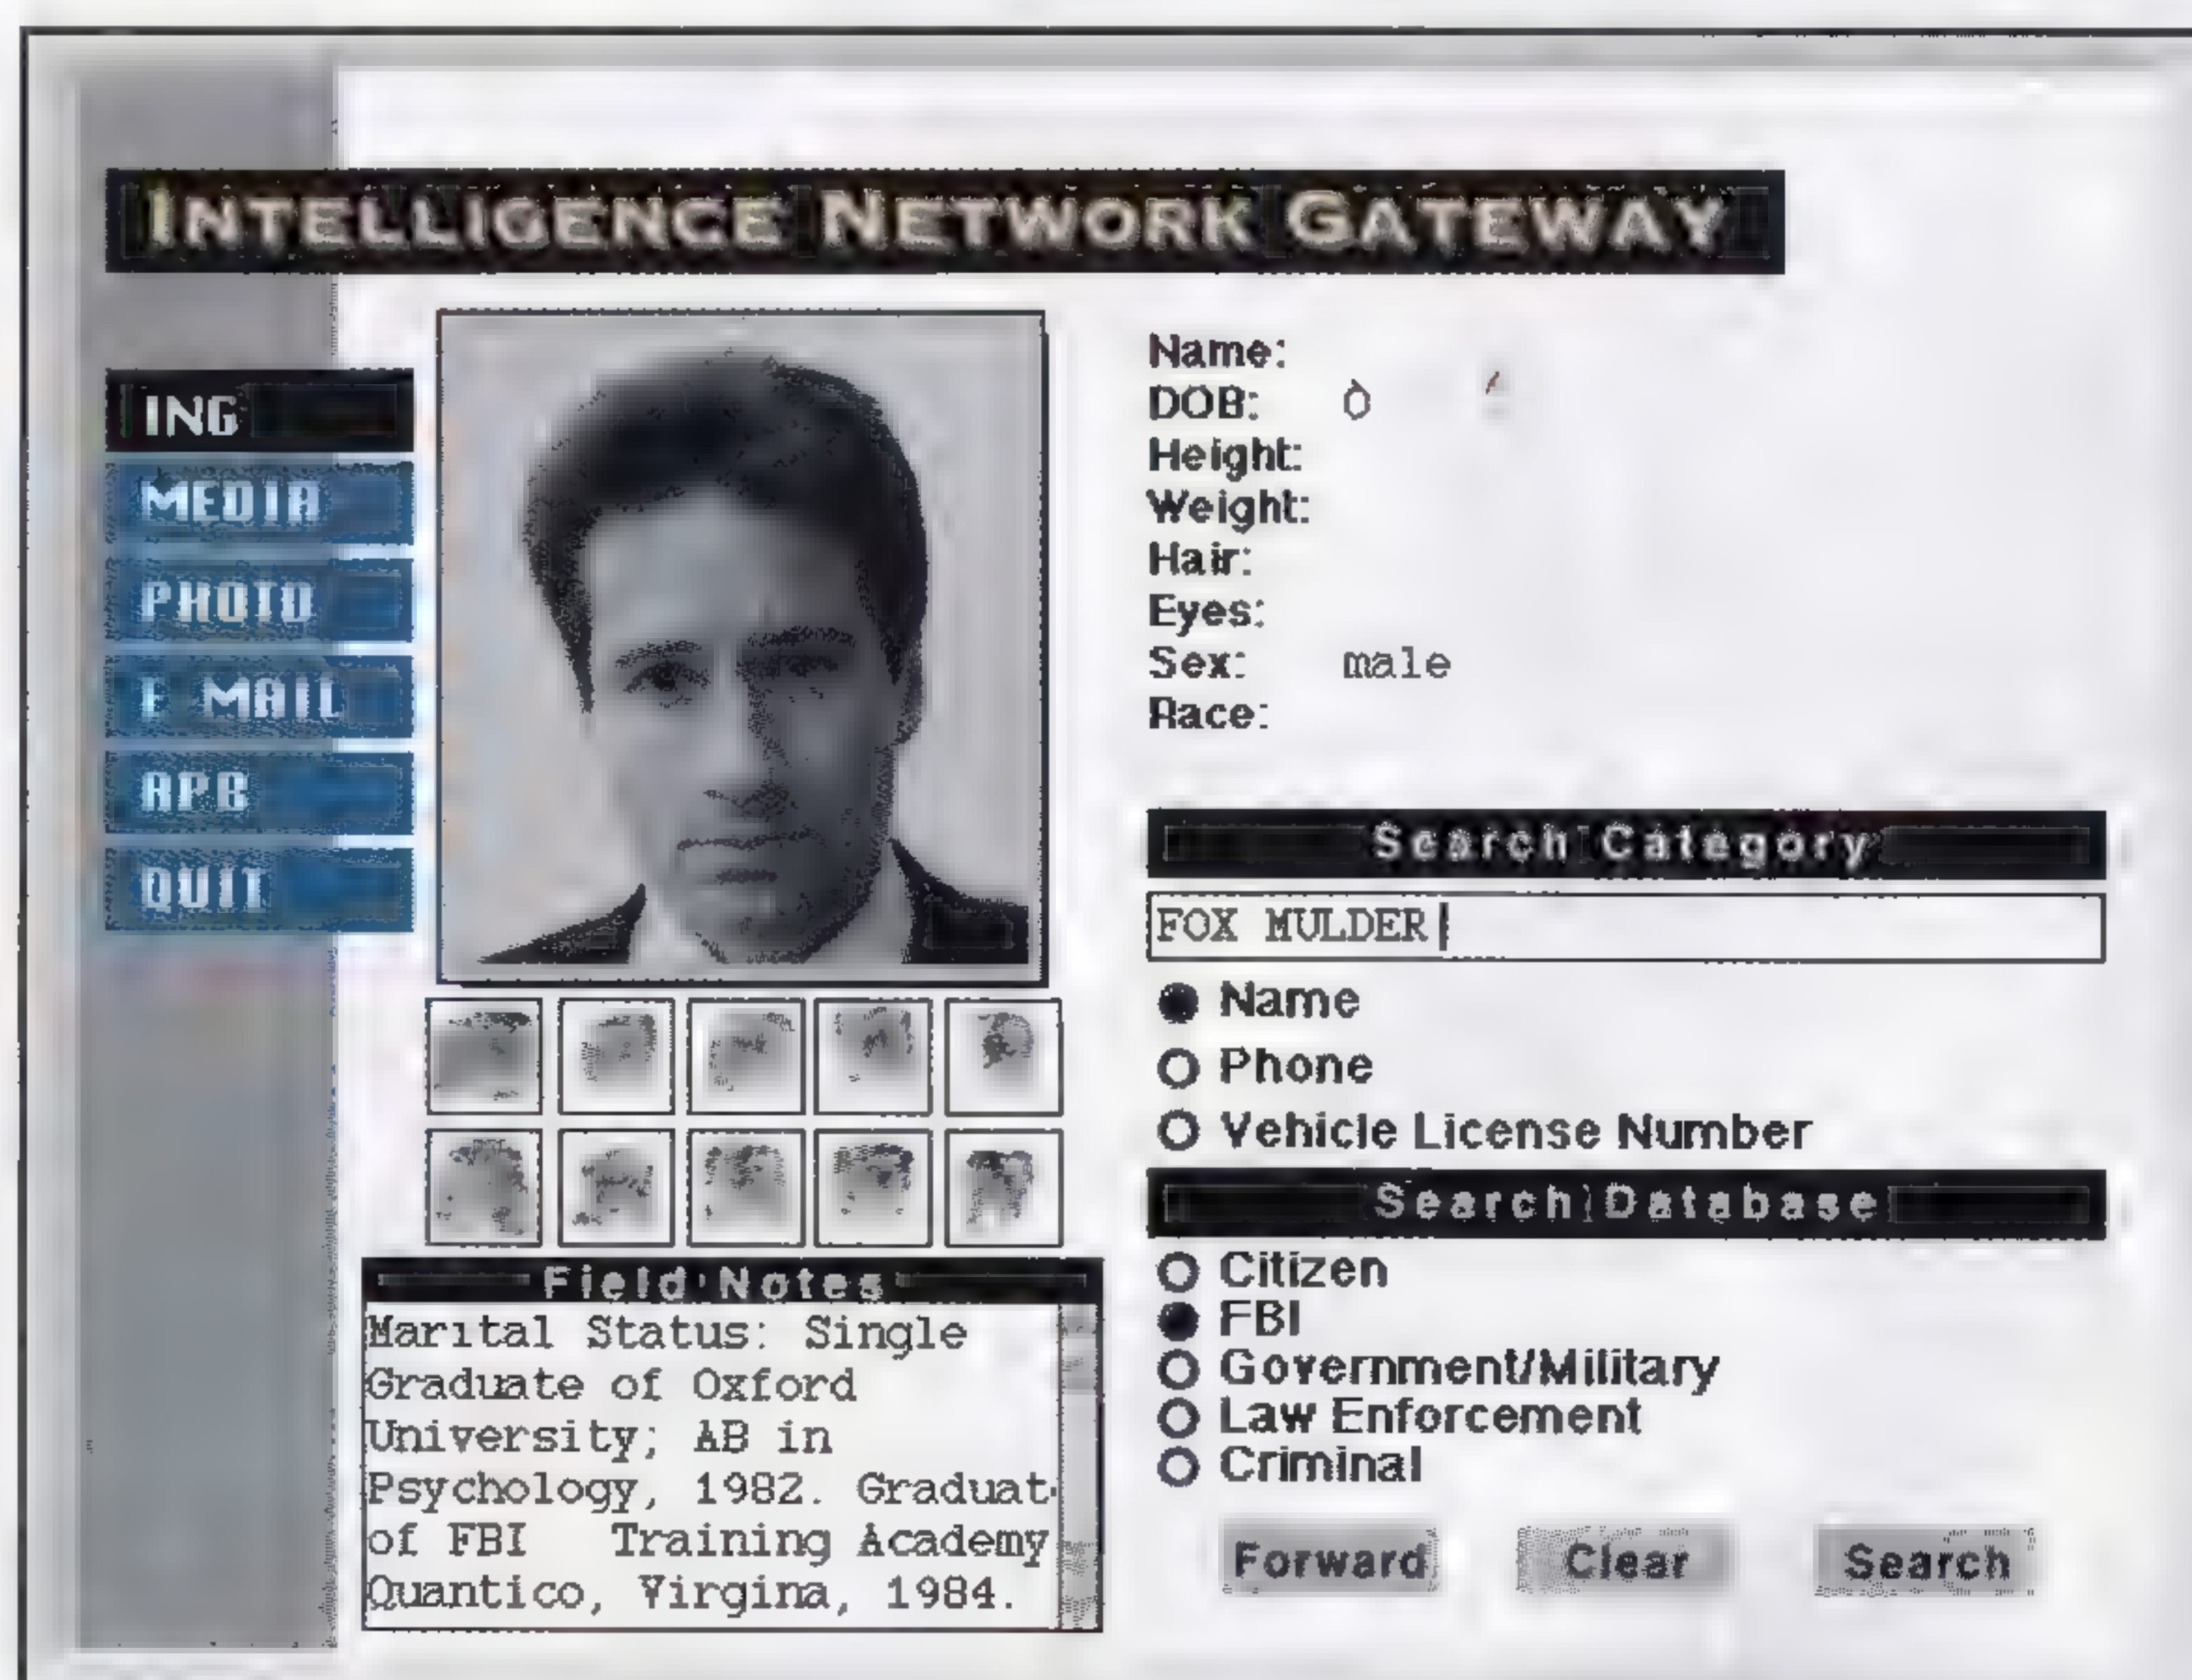 INTELLIGENCE NETWORK GATEWAY
ING
MEDIA
PHOTO
E MAIL
APB
QUIT
Name:
DOB:
Height:
Weight:
Hair:
Eyes:
Sex: male
Race:
Search Category
FOX MULDER
Name
Phone
Vehicle License Number
Search Database
Citizen
FBI
Government/Military
Law Enforcement
Criminal
Forward Clear Search
Field Notes
Marital Status: Single
Graduate of Oxford
University; AB in
Psychology, 1982. Graduat
of FBI Training Academy
Quantico, Virgina, 1984.